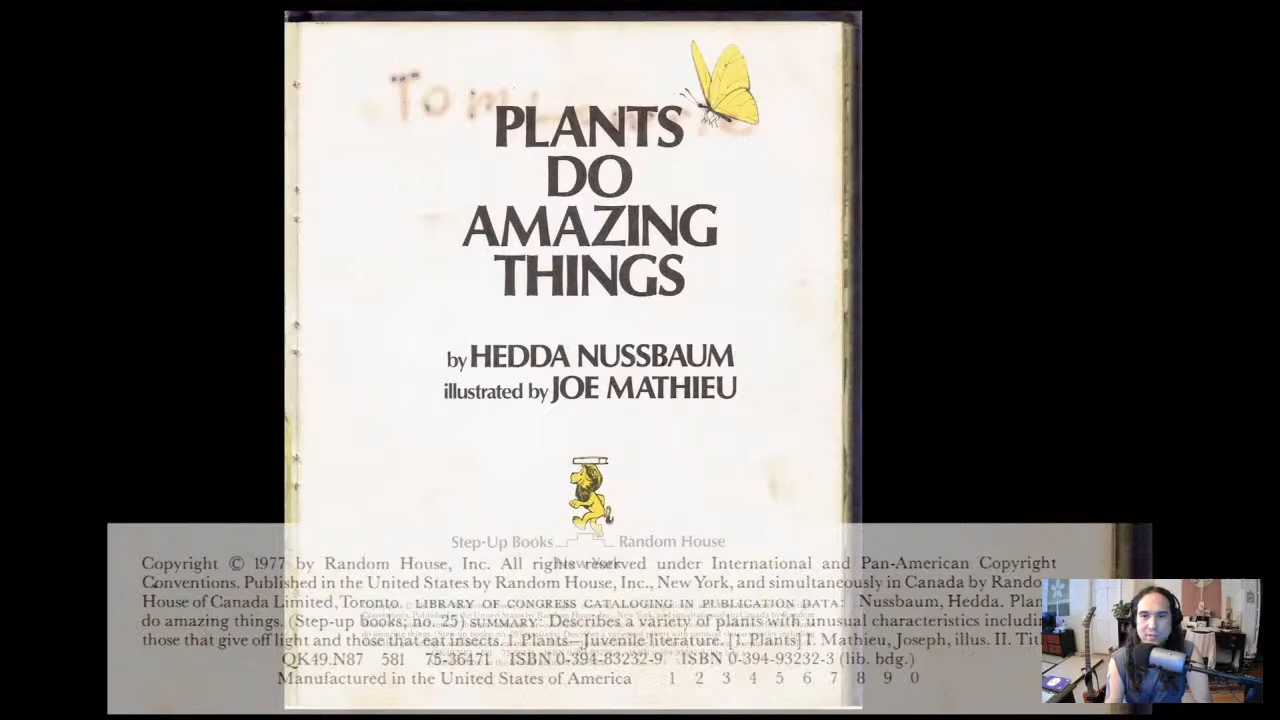 PLANTS
DO
AMAZING
THINGS
by HEDDA NUSSBAUM
illustrated by JOE MATHIEU
Step-Up Books Random House
New York
Copyright © 1977 by Random House, Inc. All rights reserved under International and Pan-American Copyright
Conventions. Published in the United States by Random House, Inc., New York, and simultaneously in Canada by Rando
House of Canada Limited, Toronto. LIBRARY OF CONGRESS CATALOGING IN PUBLICATION DATA: Nussbaum, Hedda. Plan
do amazing things. (Step-up books; no. 25) SUMMARY: Describes a variety of plants with unusual characteristics includin
those that give off light and those that eat insects. 1. Plants—Juvenile literature. [1. Plants] I. Mathieu, Joseph, illus. II. Titl
QK49.N87 581 75-36471 ISBN 0-394-83232-9. ISBN 0-394-93232-3 (lib. bdg.)
Manufactured in the United States of America 1 2 3 4 5 6 7 8 9 0